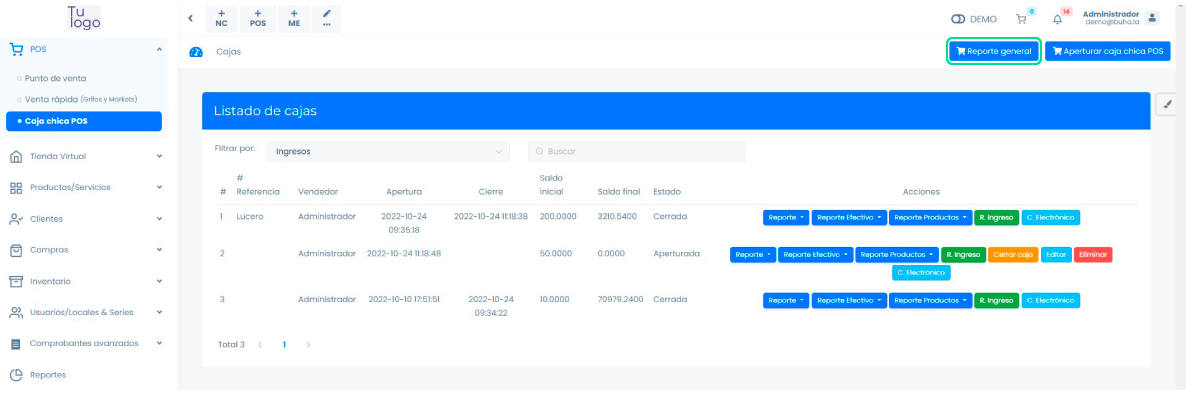 Tu
logo
+ NC
+ POS
+ ME
...
DEMO
0
14
Administrador
demo@buho.la
POS
Cajas
Reporte general
Aperturar caja chica POS
Punto de venta
Venta rápida (Grifos y Markets)
Caja chica POS
Tienda Virtual
Productos/Servicios
Clientes
Compras
Inventario
Usuarios/Locales & Series
Comprobantes avanzados
Reportes
Listado de cajas
Filtrar por: Ingresos
Buscar
# # Referencia Vendedor Apertura Cierre Saldo inicial Saldo final Estado Acciones
1 Lucero Administrador 2022-10-24 09:35:18 2022-10-24 11:18:38 200.0000 3210.5400 Cerrada Reporte Reporte Efectivo Reporte Productos R. Ingreso C. Electrónico
2 Administrador 2022-10-24 11:18:48 50.0000 0.0000 Aperturada Reporte Reporte Efectivo Reporte Productos R. Ingreso Cerrar caja Editar Eliminar
C. Electrónico
3 Administrador 2022-10-10 17:51:51 2022-10-24 09:34:22 10.0000 70979.2400 Cerrada Reporte Reporte Efectivo Reporte Productos R. Ingreso C. Electrónico
Total 3 < 1 >